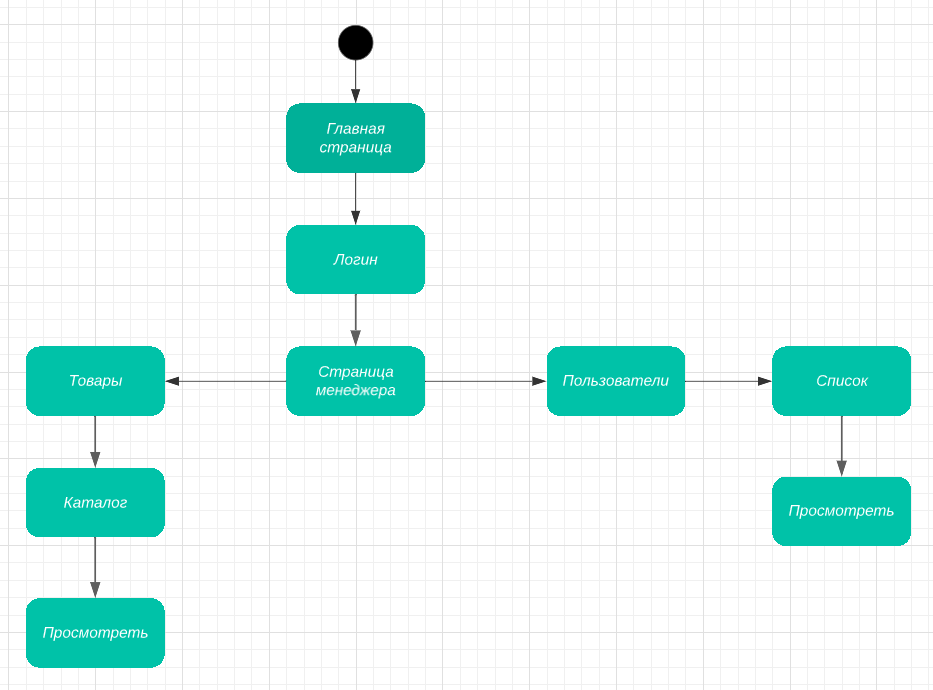 Главная
страница
Логин
Товары
Страница
менеджера
Пользователи
Список
Каталог
Просмотреть
Просмотреть